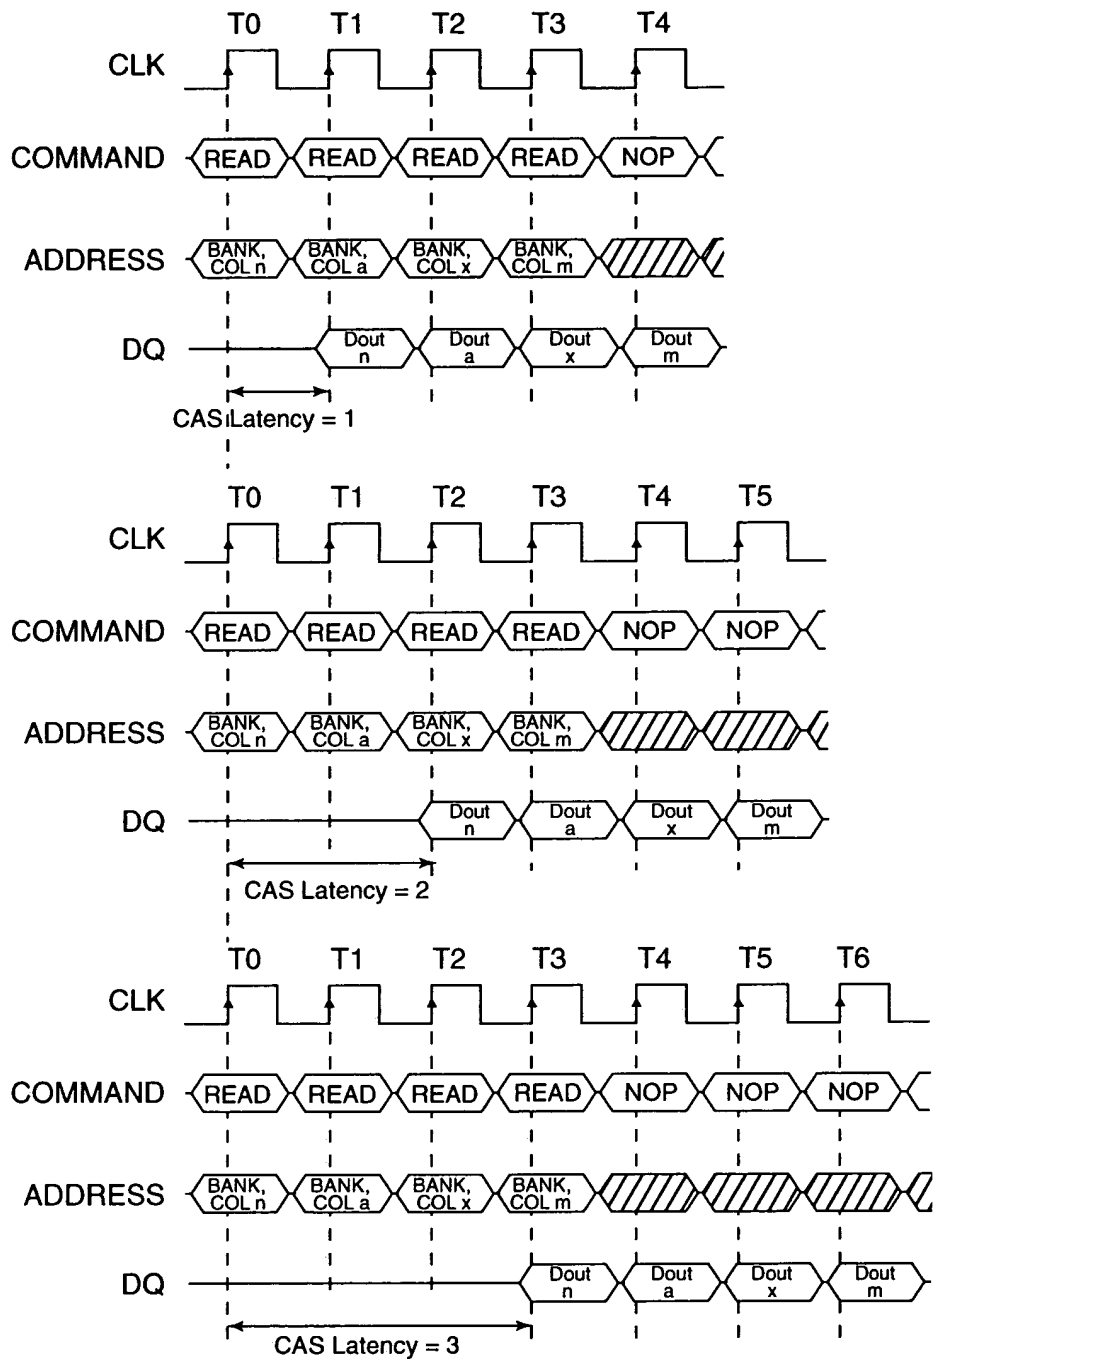 T0 T1 T2 T3 T4
CLK
COMMAND READ READ READ READ NOP
ADDRESS BANK, COL n BANK, COL a BANK, COL x BANK, COL m
DQ Dout n Dout a Dout x Dout m
CAS Latency = 1
T0 T1 T2 T3 T4 T5
CLK
COMMAND READ READ READ READ NOP NOP
ADDRESS BANK, COL n BANK, COL a BANK, COL x BANK, COL m
DQ Dout n Dout a Dout x Dout m
CAS Latency = 2
T0 T1 T2 T3 T4 T5 T6
CLK
COMMAND READ READ READ READ NOP NOP NOP
ADDRESS BANK, COL n BANK, COL a BANK, COL x BANK, COL m
DQ Dout n Dout a Dout x Dout m
CAS Latency = 3